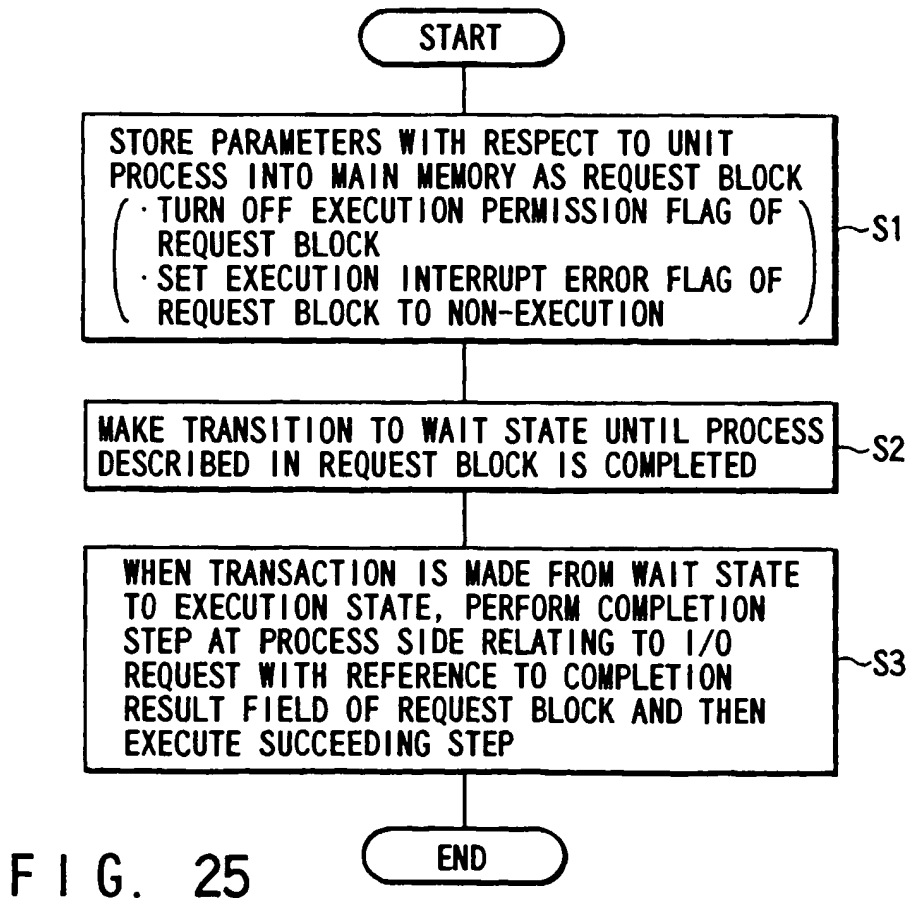 START
STORE PARAMETERS WITH RESPECT TO UNIT
PROCESS INTO MAIN MEMORY AS REQUEST BLOCK
· TURN OFF EXECUTION PERMISSION FLAG OF
REQUEST BLOCK
· SET EXECUTION INTERRUPT ERROR FLAG OF
REQUEST BLOCK TO NON-EXECUTION
S1
MAKE TRANSITION TO WAIT STATE UNTIL PROCESS
DESCRIBED IN REQUEST BLOCK IS COMPLETED
S2
WHEN TRANSACTION IS MADE FROM WAIT STATE
TO EXECUTION STATE, PERFORM COMPLETION
STEP AT PROCESS SIDE RELATING TO I/O
REQUEST WITH REFERENCE TO COMPLETION
RESULT FIELD OF REQUEST BLOCK AND THEN
EXECUTE SUCCEEDING STEP
S3
END
FIG. 25